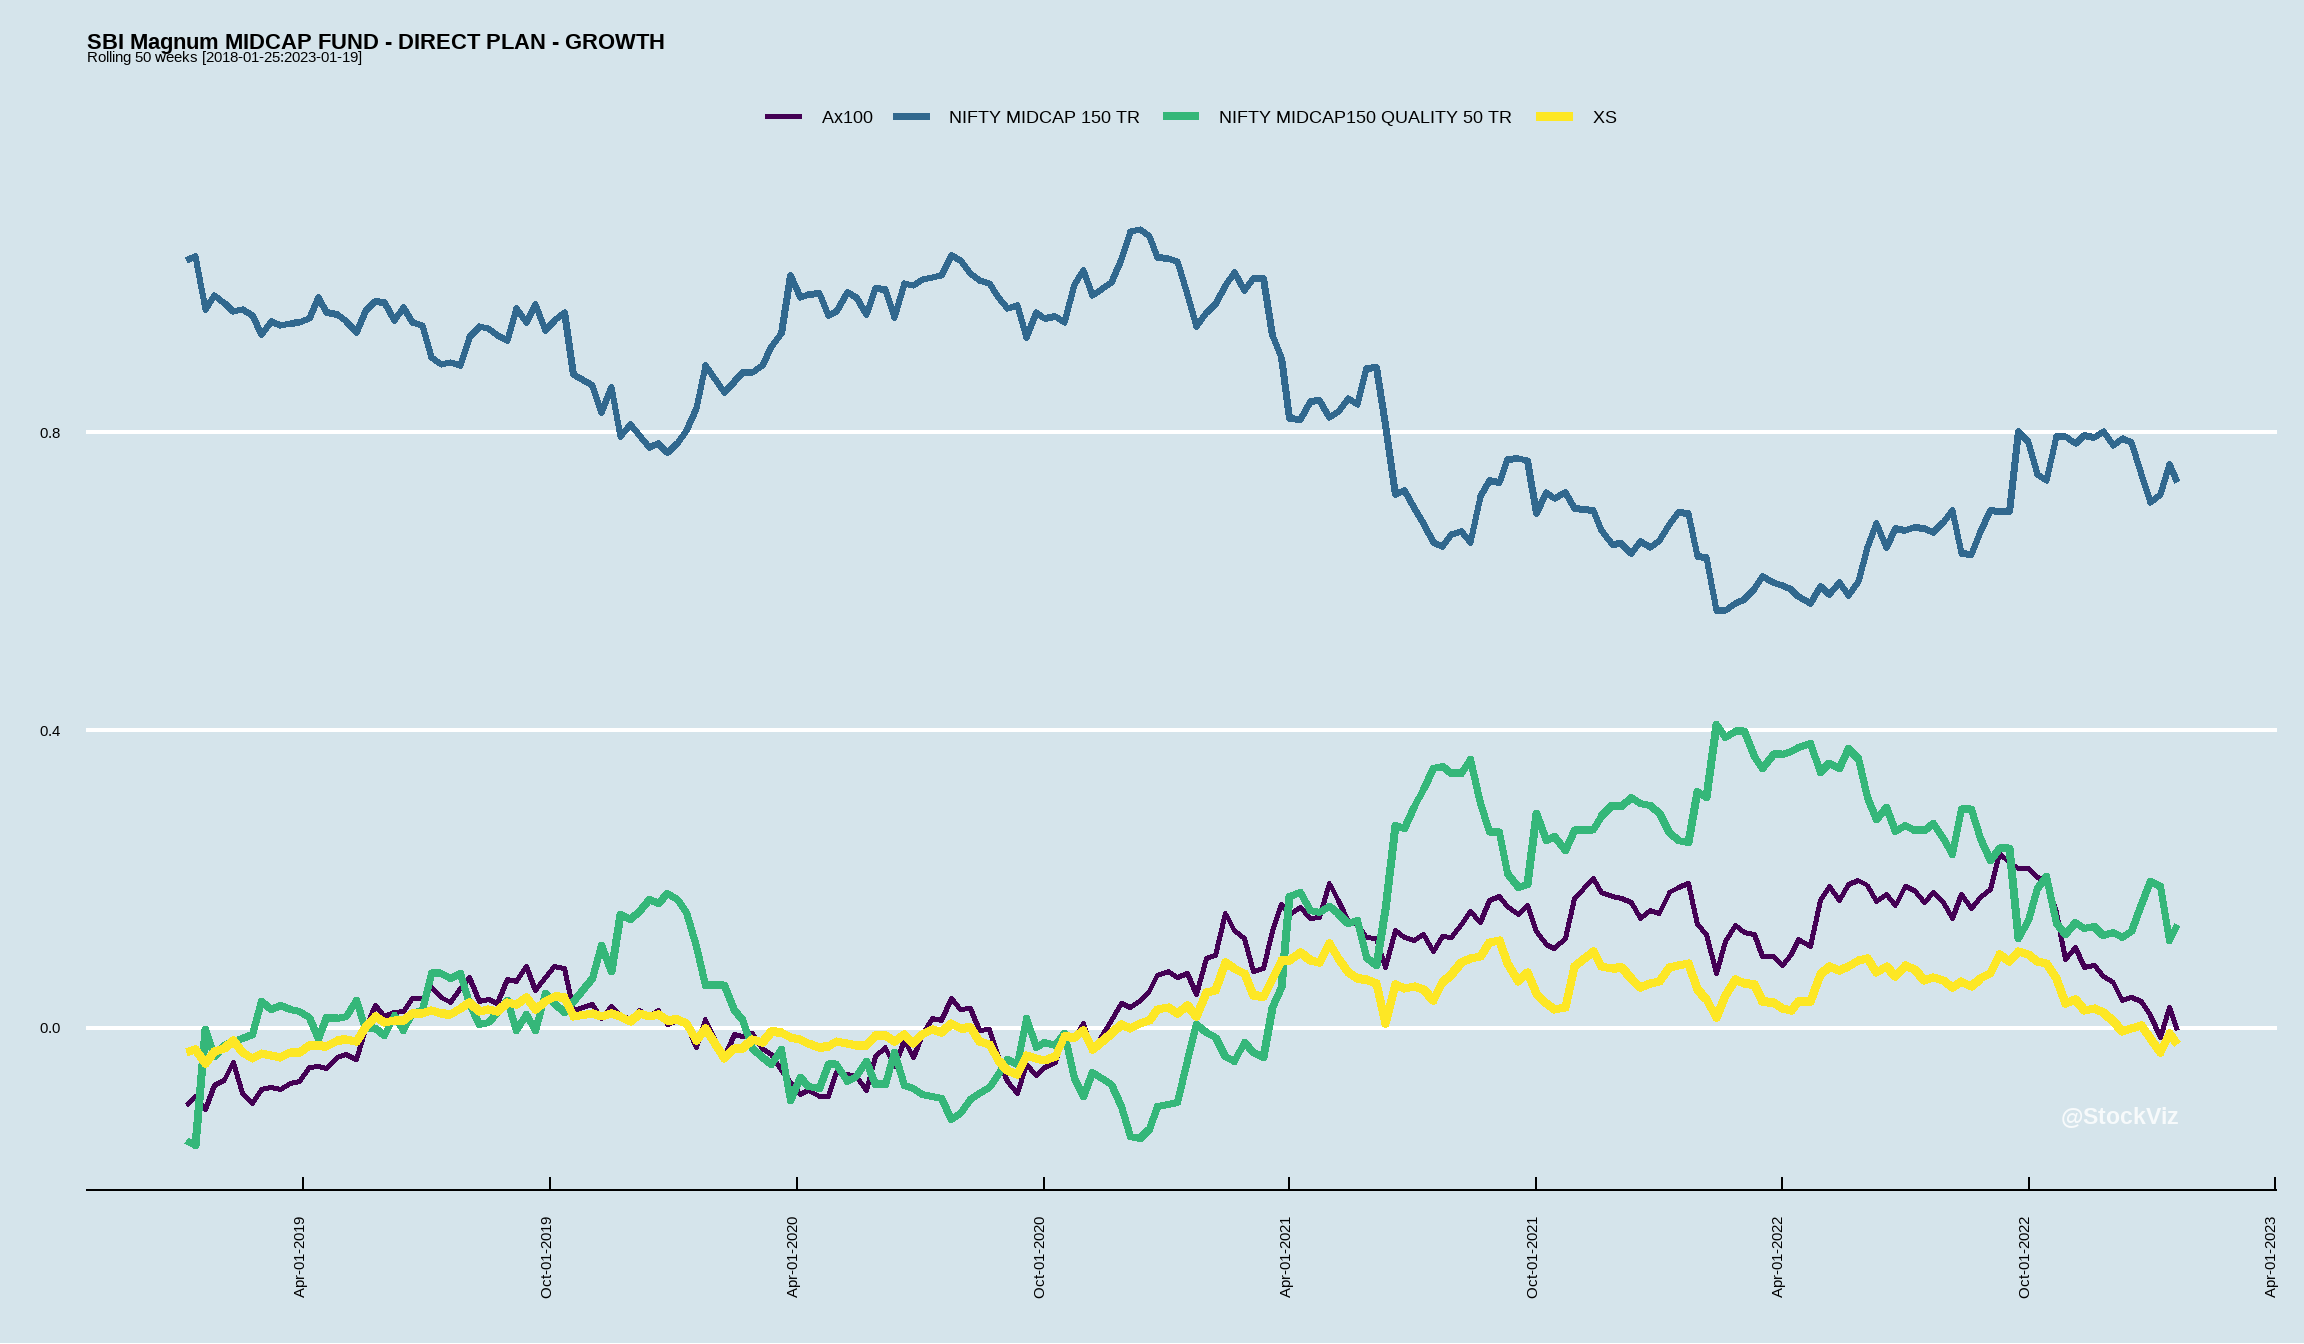 SBI Magnum MIDCAP FUND - DIRECT PLAN - GROWTH
Rolling 50 weeks [2018-01-25:2023-01-19]
Ax100 NIFTY MIDCAP 150 TR NIFTY MIDCAP150 QUALITY 50 TR XS
0.8
0.4
0.0
@StockViz
Apr-01-2019 Oct-01-2019 Apr-01-2020 Oct-01-2020 Apr-01-2021 Oct-01-2021 Apr-01-2022 Oct-01-2022 Apr-01-2023